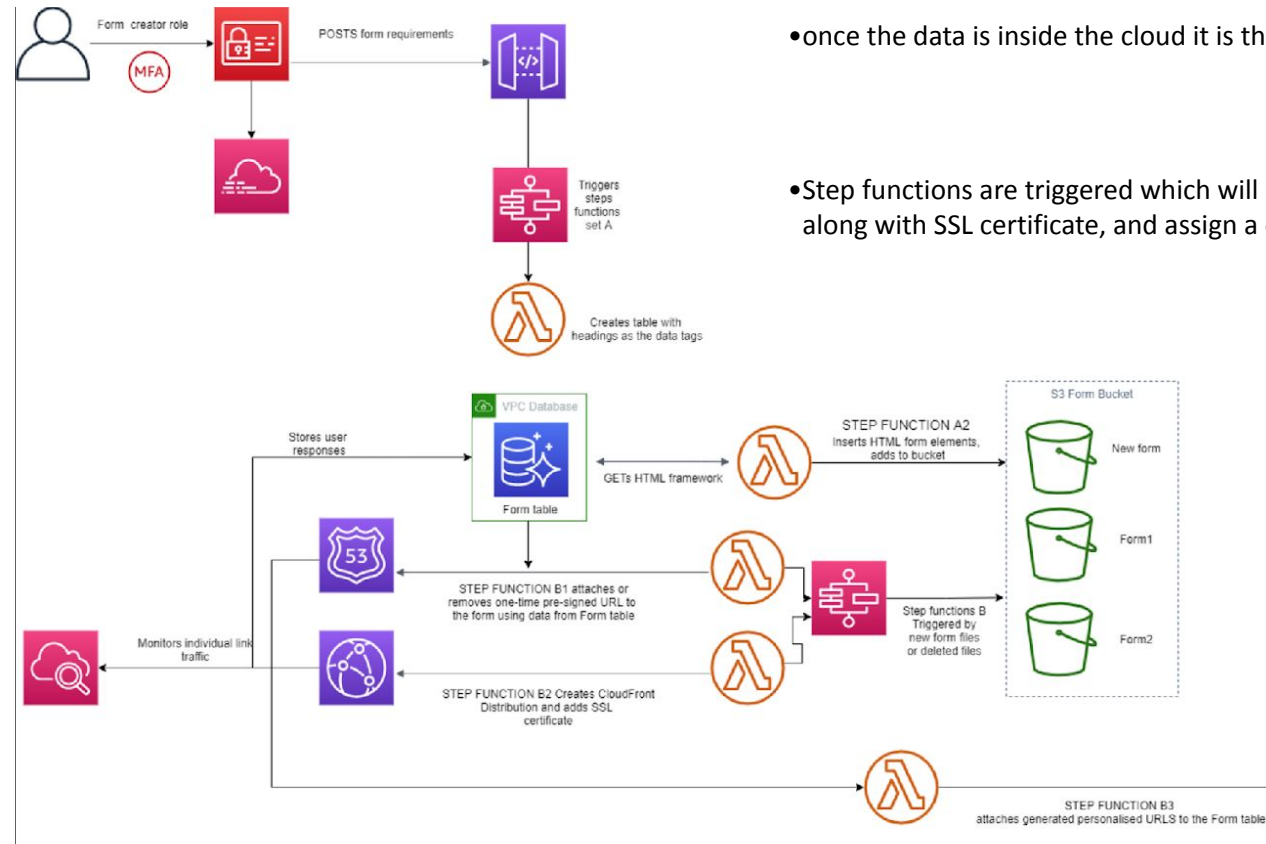 Form creator role
MFA
POSTS form requirements
•once the data is inside the cloud it is th
Triggers
steps
functions
set A
•Step functions are triggered which will
along with SSL certificate, and assign a
Creates table with
headings as the data tags
VPC Database
Form table
Stores user
responses
GETs HTML framework
STEP FUNCTION A2
Inserts HTML form elements,
adds to bucket
S3 Form Bucket
New form
Form1
Form2
53
STEP FUNCTION B1 attaches or
removes one-time pre-signed URL to
the form using data from Form table
Step functions B
Triggered by
new form files
or deleted files
Monitors individual link
traffic
STEP FUNCTION B2 Creates CloudFront
Distribution and adds SSL
certificate
STEP FUNCTION B3
attaches generated personalised URLS to the Form table